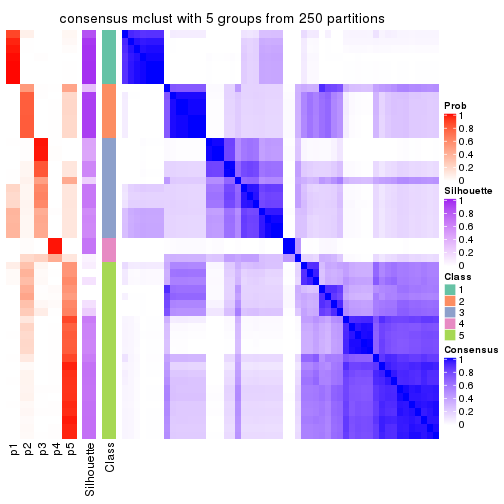 consensus mclust with 5 groups from 250 partitions
Prob
1
0.8
0.6
0.4
0.2
0
Silhouette
1
0.8
0.6
0.4
0.2
0
Class
1
2
3
4
5
Consensus
1
0.8
0.6
0.4
0.2
0
p1
p2
p3
p4
p5
Silhouette
Class